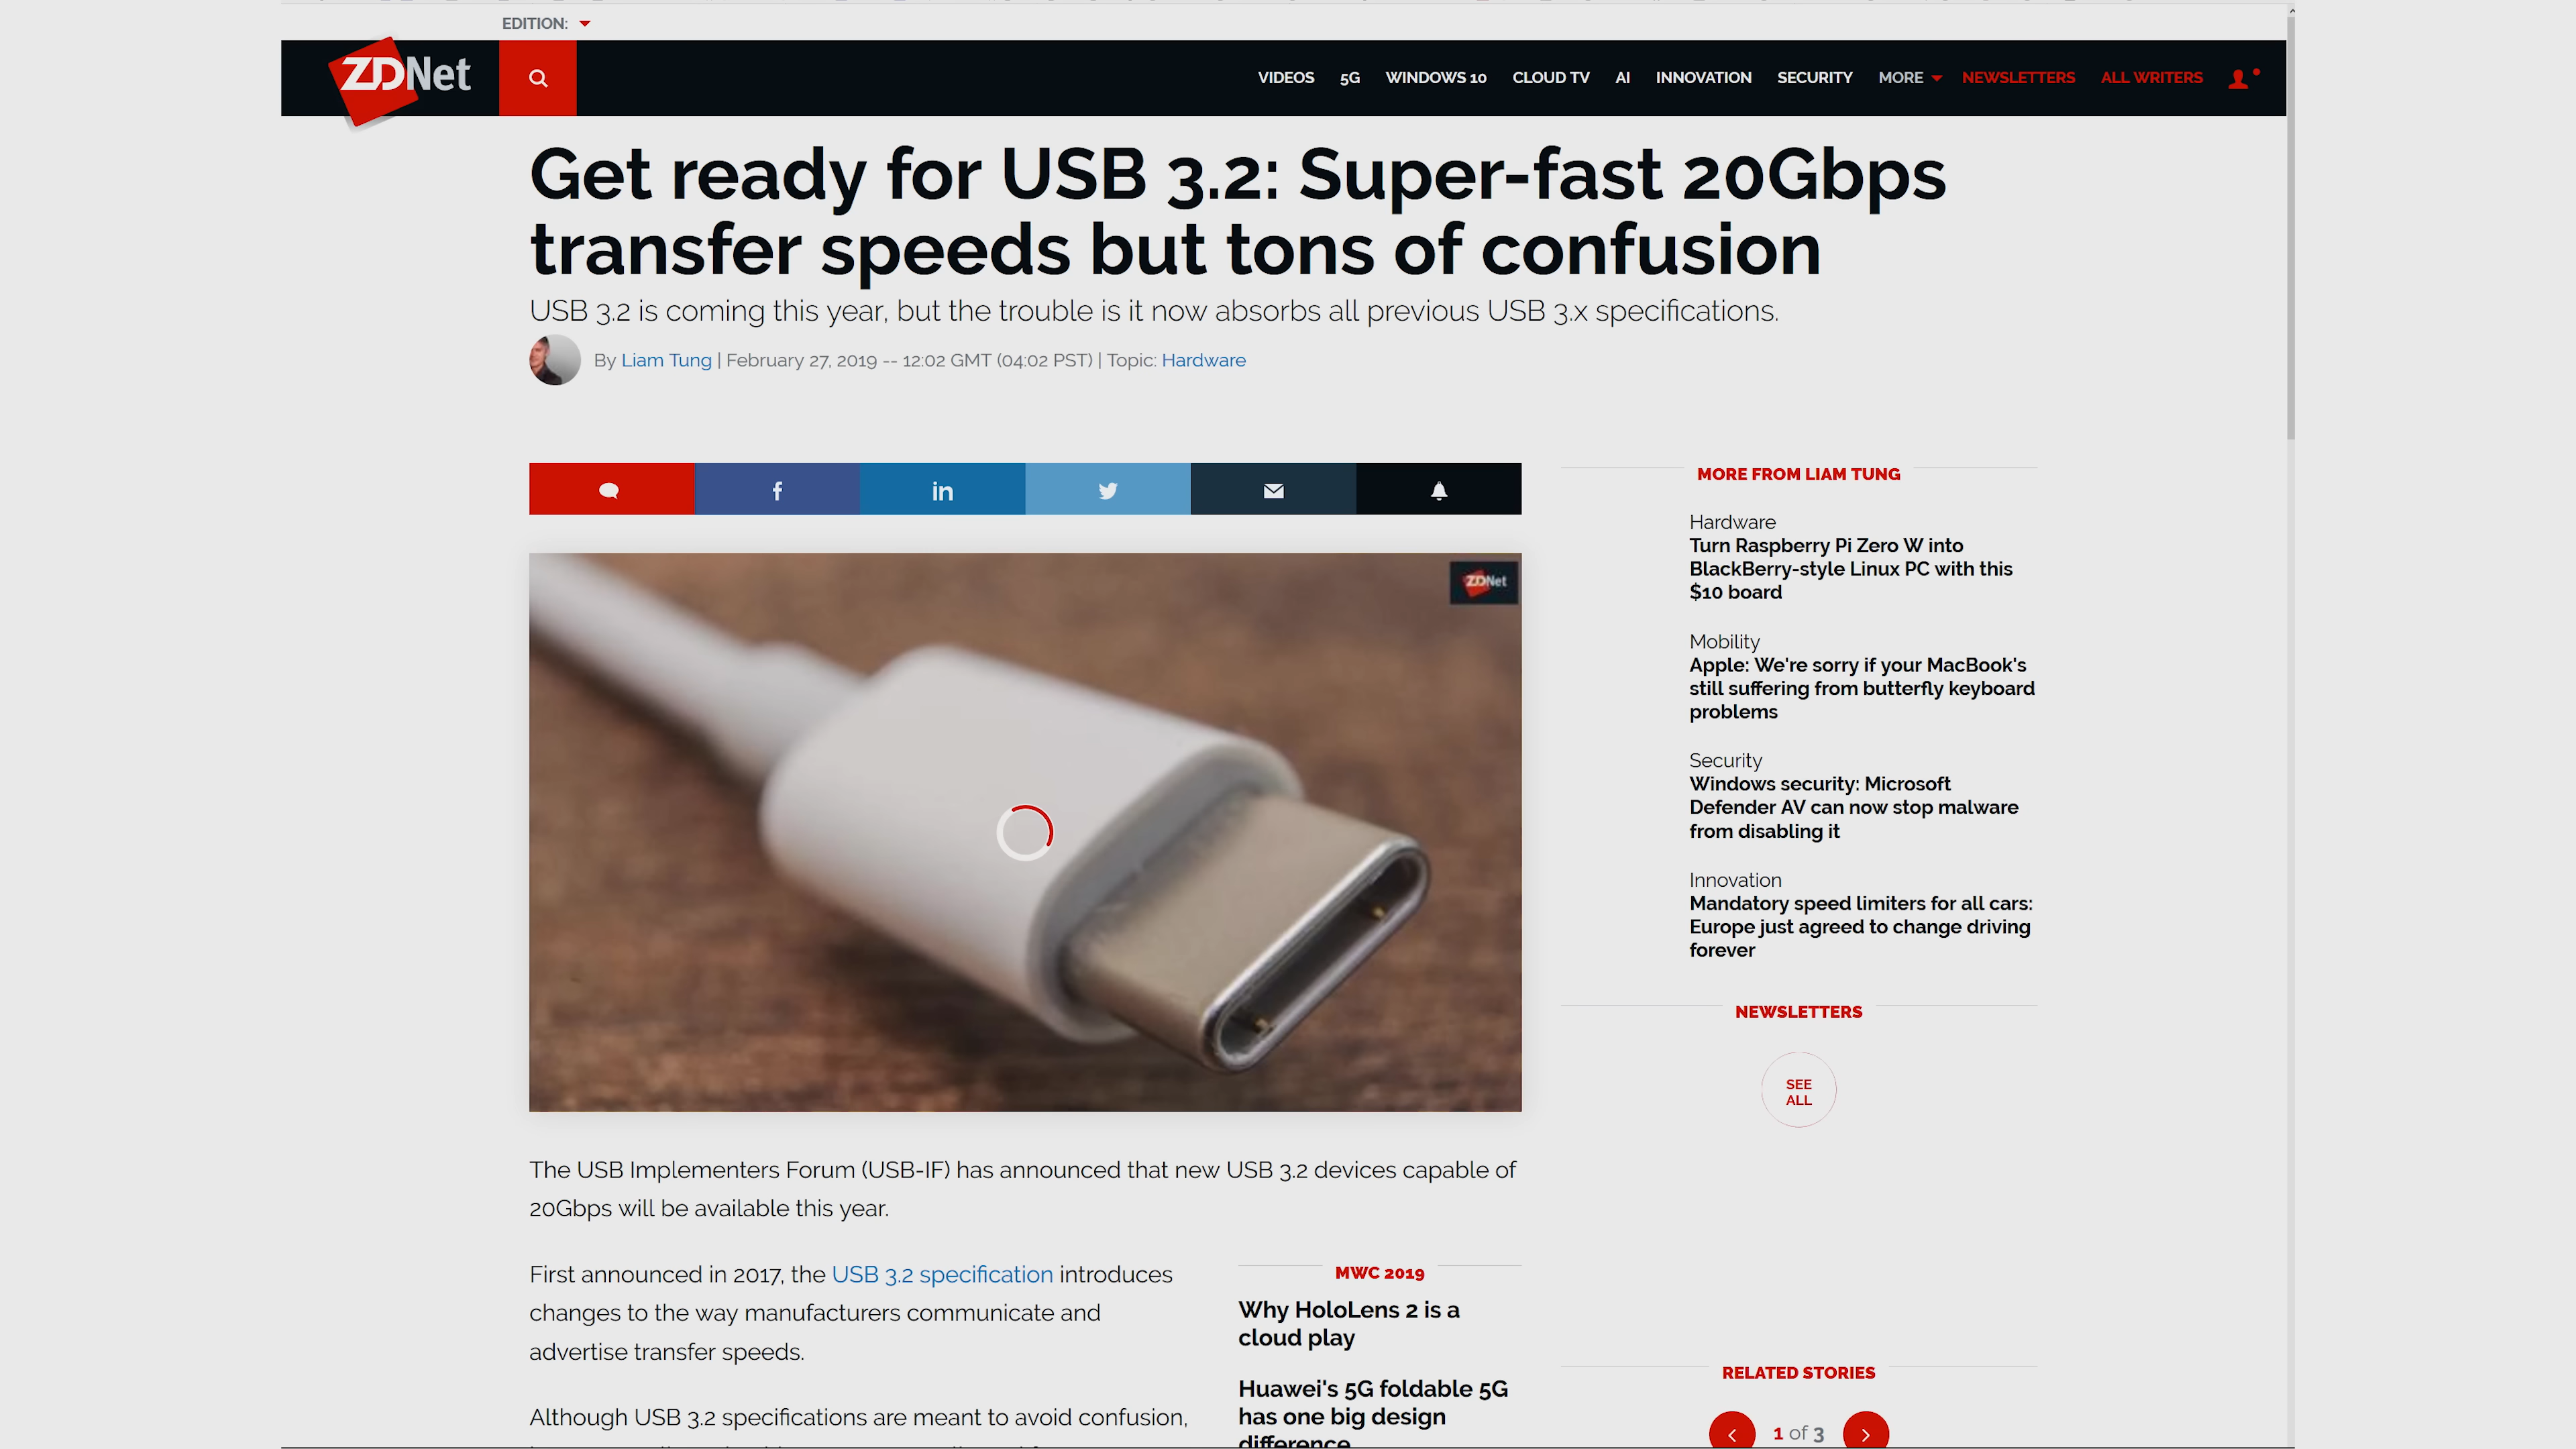 EDITION:
ZDNet
VIDEOS 5G WINDOWS 10 CLOUD TV AI INNOVATION SECURITY MORE NEWSLETTERS ALL WRITERS
Get ready for USB 3.2: Super-fast 20Gbps
transfer speeds but tons of confusion
USB 3.2 is coming this year, but the trouble is it now absorbs all previous USB 3.x specifications.
By Liam Tung | February 27, 2019 -- 12:02 GMT (04:02 PST) | Topic: Hardware
f in
ZDNet
The USB Implementers Forum (USB-IF) has announced that new USB 3.2 devices capable of
20Gbps will be available this year.
First announced in 2017, the USB 3.2 specification introduces
changes to the way manufacturers communicate and
advertise transfer speeds.
Although USB 3.2 specifications are meant to avoid confusion,
MWC 2019
Why HoloLens 2 is a
cloud play
Huawei's 5G foldable 5G
has one big design
difference
MORE FROM LIAM TUNG
Hardware
Turn Raspberry Pi Zero W into
BlackBerry-style Linux PC with this
$10 board
Mobility
Apple: We're sorry if your MacBook's
still suffering from butterfly keyboard
problems
Security
Windows security: Microsoft
Defender AV can now stop malware
from disabling it
Innovation
Mandatory speed limiters for all cars:
Europe just agreed to change driving
forever
NEWSLETTERS
SEE
ALL
RELATED STORIES
1 of 3